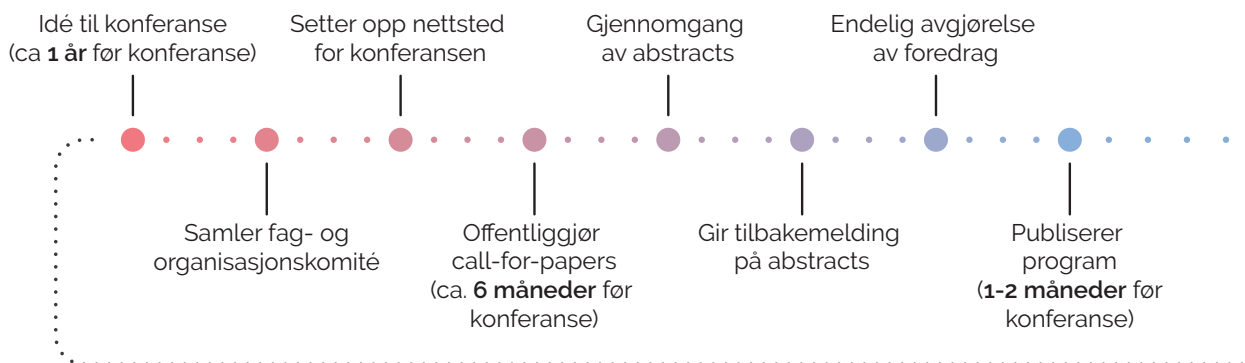 Idé til konferanse
(ca 1 år før konferanse)
Samler fag- og
organisasjonskomité
Setter opp nettsted
for konferansen
Offentliggjør
call-for-papers
(ca. 6 måneder før
konferanse)
Gjennomgang
av abstracts
Gir tilbakemelding
på abstracts
Endelig avgjørelse
av foredrag
Publiserer
program
(1-2 måneder før
konferanse)